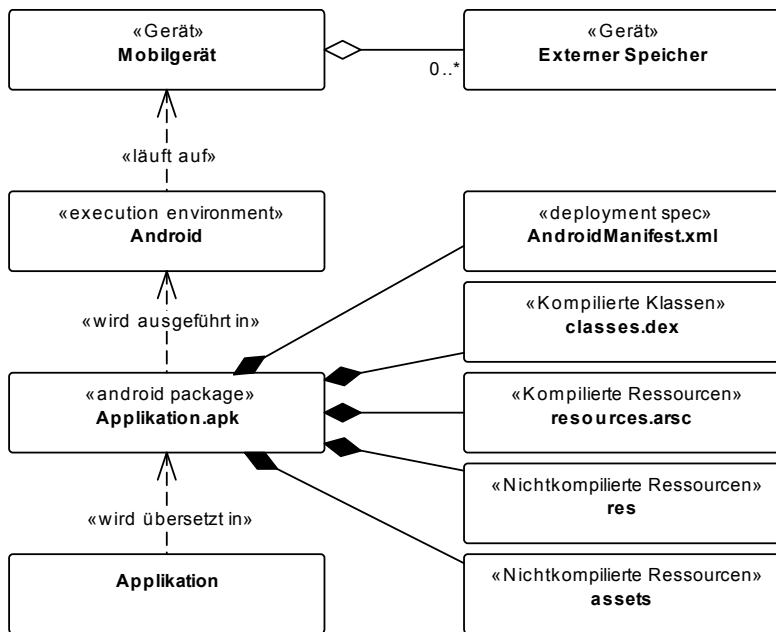 «Gerät»
Mobilgerät
«Gerät»
Externer Speicher
0..*
«läuft auf»
«execution environment»
Android
«deployment spec»
AndroidManifest.xml
«wird ausgeführt in»
«Kompilierte Klassen»
classes.dex
«android package»
Applikation.apk
«Kompilierte Ressourcen»
resources.arsc
«Nichtkompilierte Ressourcen»
res
«wird übersetzt in»
Applikation
«Nichtkompilierte Ressourcen»
assets